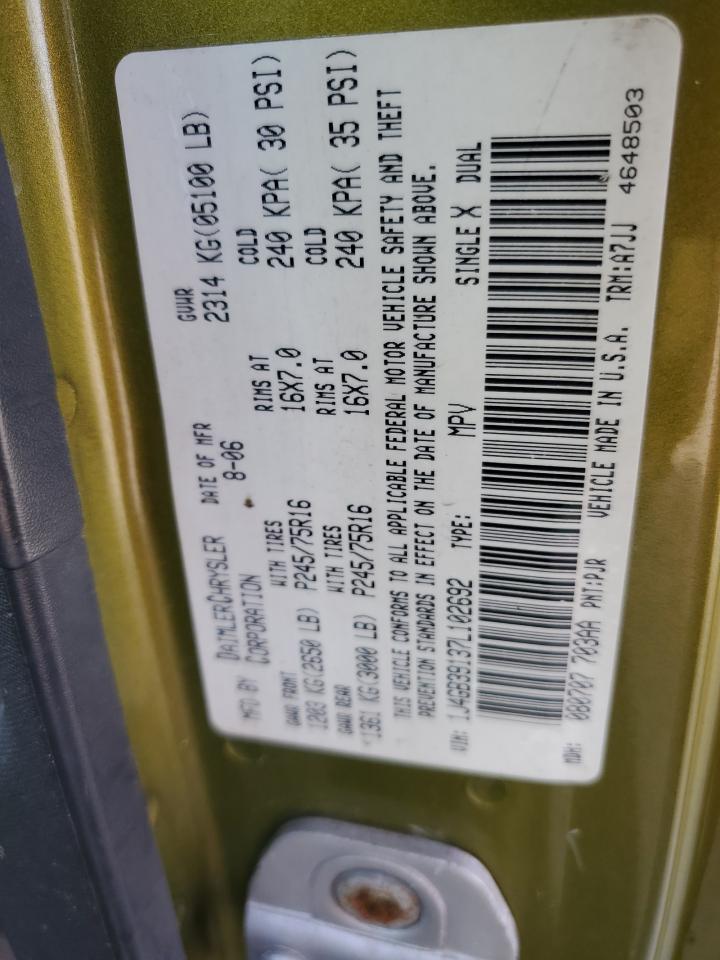 MFD BY DAIMLERCHRYSLER CORPORATION DATE OF MFR 8-06 GVWR 2314 KG(05100 LB)
GAWR FRONT WITH TIRES RIMS AT COLD
1203 KG(2650 LB) P245/75R16 16X7.0 240 KPA( 30 PSI)
GAWR REAR WITH TIRES RIMS AT COLD
1361 KG(3000 LB) P245/75R16 16X7.0 240 KPA( 35 PSI)
THIS VEHICLE CONFORMS TO ALL APPLICABLE FEDERAL MOTOR VEHICLE SAFETY AND THEFT
PREVENTION STANDARDS IN EFFECT ON THE DATE OF MANUFACTURE SHOWN ABOVE.
VIN: 1J4GB39137L102692 TYPE: MPV SINGLE X DUAL
MDH: 080707 703AA PNT:PJR VEHICLE MADE IN U.S.A. TRM:A7JJ 4648503